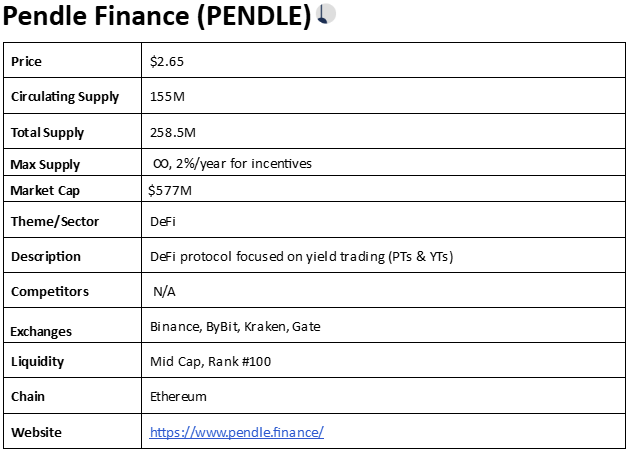 Pendle Finance (PENDLE)
Price $2.65
Circulating Supply 155M
Total Supply 258.5M
Max Supply ∞, 2%/year for incentives
Market Cap $577M
Theme/Sector DeFi
Description DeFi protocol focused on yield trading (PTs & YTs)
Competitors N/A
Exchanges Binance, ByBit, Kraken, Gate
Liquidity Mid Cap, Rank #100
Chain Ethereum
Website https://www.pendle.finance/